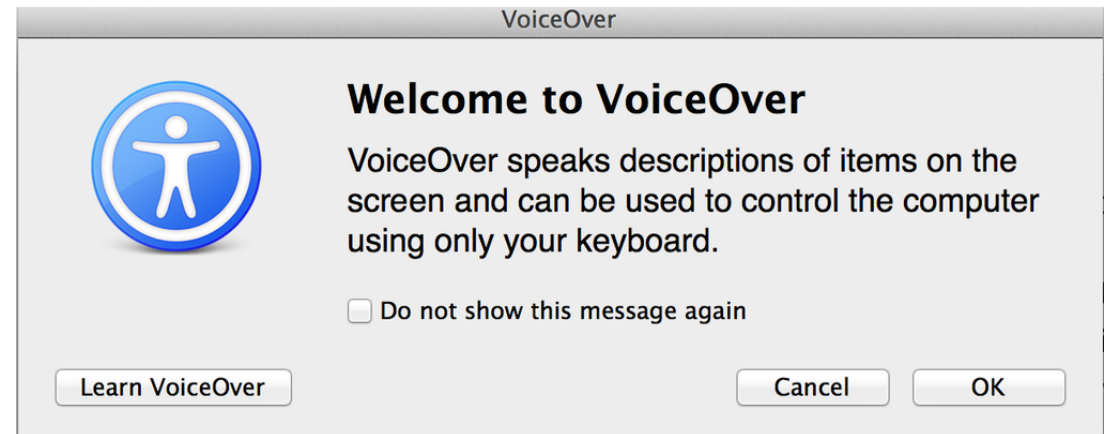 VoiceOver
Welcome to VoiceOver
VoiceOver speaks descriptions of items on the
screen and can be used to control the computer
using only your keyboard.
Do not show this message again
Learn VoiceOver
Cancel
OK